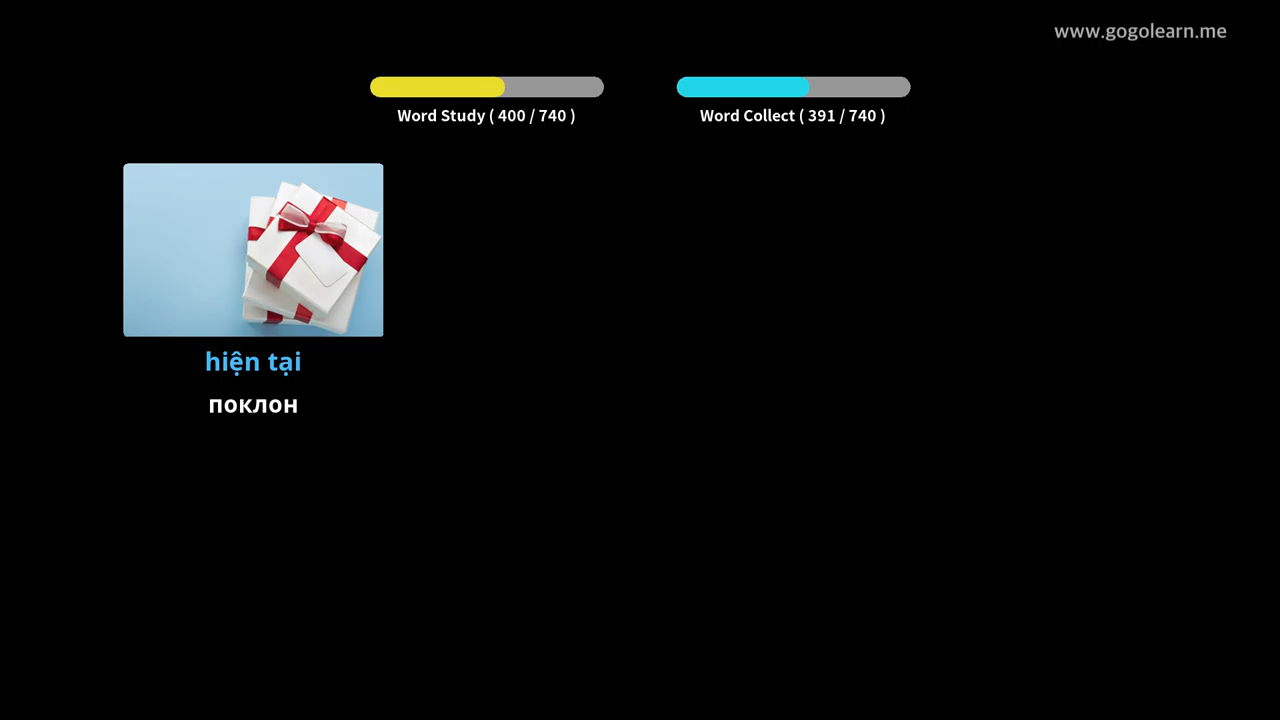 www.gogolearn.me
Word Study ( 400 / 740 )
Word Collect ( 391 / 740 )
hiện tại
поклон